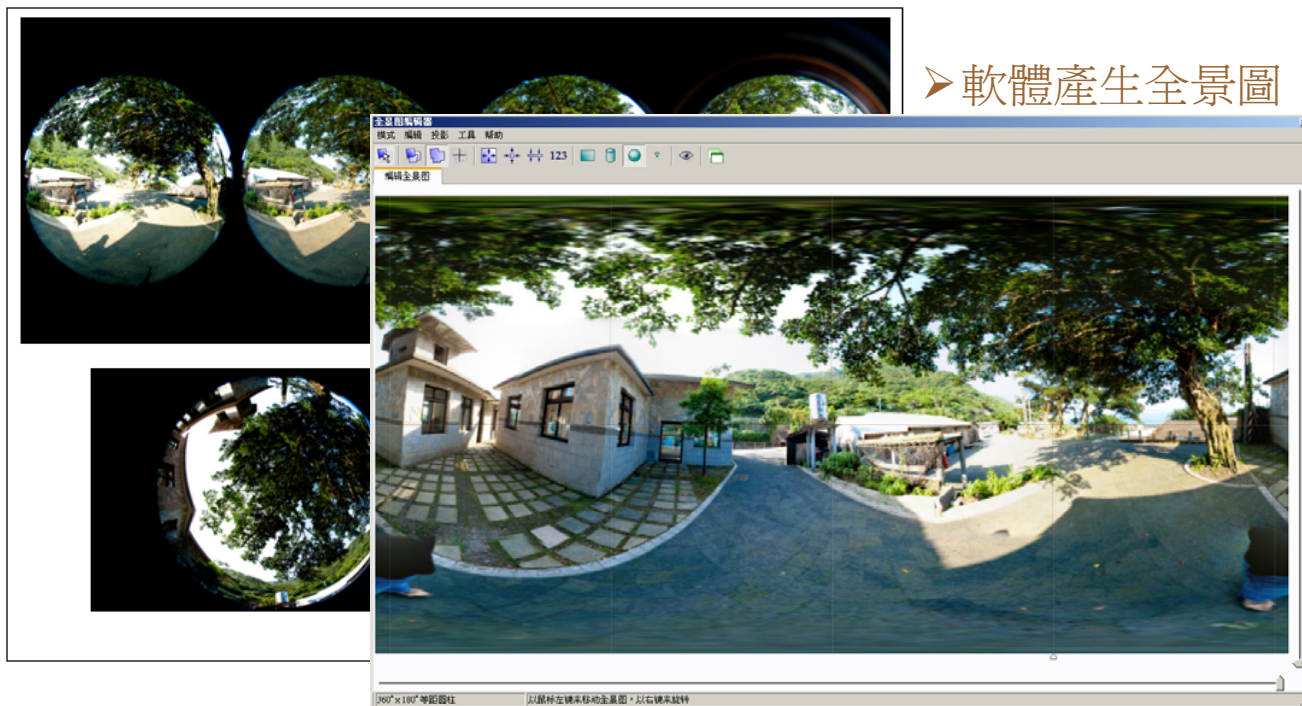 ➢軟體產生全景圖
全景图编辑器
模式 编辑 投影 工具 帮助
123
编辑全景图
360°x180° 等距圆柱
以鼠标左键来移动全景图，以右键来旋转